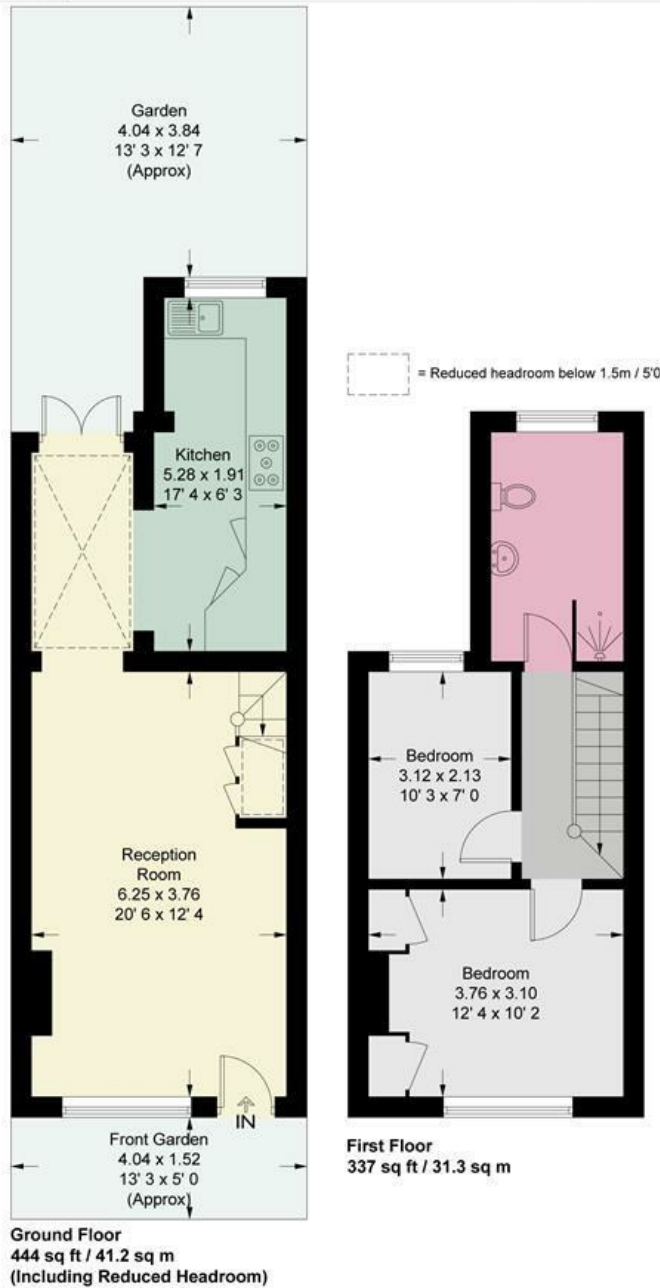 Garden
4.04 x 3.84
13' 3 x 12' 7
(Approx)
= Reduced headroom below 1.5m / 5'0
Kitchen
5.28 x 1.91
17' 4 x 6' 3
Reception
Room
6.25 x 3.76
20' 6 x 12' 4
IN
Front Garden
4.04 x 1.52
13' 3 x 5' 0
(Approx)
Ground Floor
444 sq ft / 41.2 sq m
(Including Reduced Headroom)
Bedroom
3.12 x 2.13
10' 3 x 7' 0
Bedroom
3.76 x 3.10
12' 4 x 10' 2
First Floor
337 sq ft / 31.3 sq m